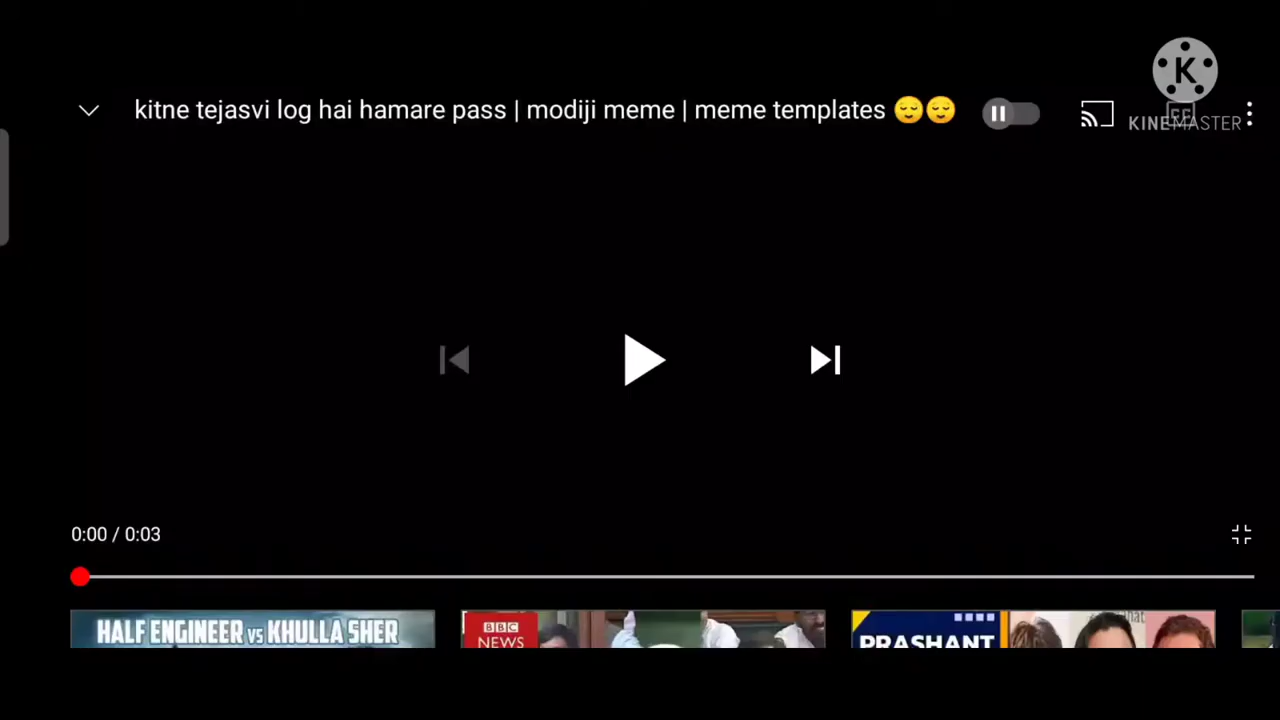 kitne tejasvi log hai hamare pass | modiji meme | meme templates 😌😌
K
KINEMASTER
0:00 / 0:03
HALF ENGINEER VS KHULLA SHER
BBC
NEWS
PRASHANT